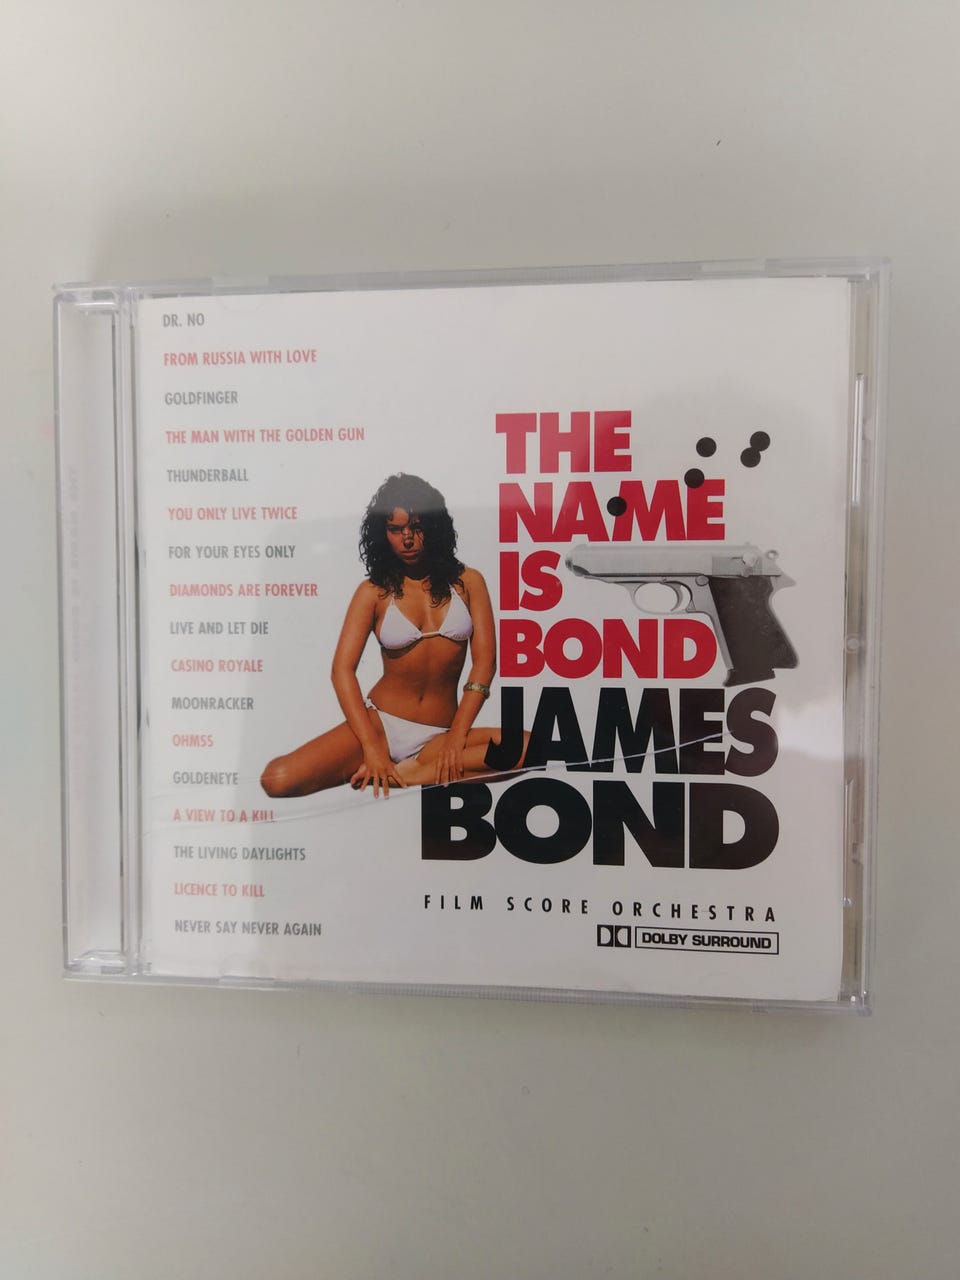 DR. NO
FROM RUSSIA WITH LOVE
GOLDFINGER
THE MAN WITH THE GOLDEN GUN
THUNDERBALL
YOU ONLY LIVE TWICE
FOR YOUR EYES ONLY
DIAMONDS ARE FOREVER
LIVE AND LET DIE
CASINO ROYALE
MOONRACKER
OHMSS
GOLDENEYE
A VIEW TO A KILL
THE LIVING DAYLIGHTS
LICENCE TO KILL
NEVER SAY NEVER AGAIN
THE
NAME
IS
BOND
JAMES
BOND
FILM SCORE ORCHESTRA
DOLBY SURROUND